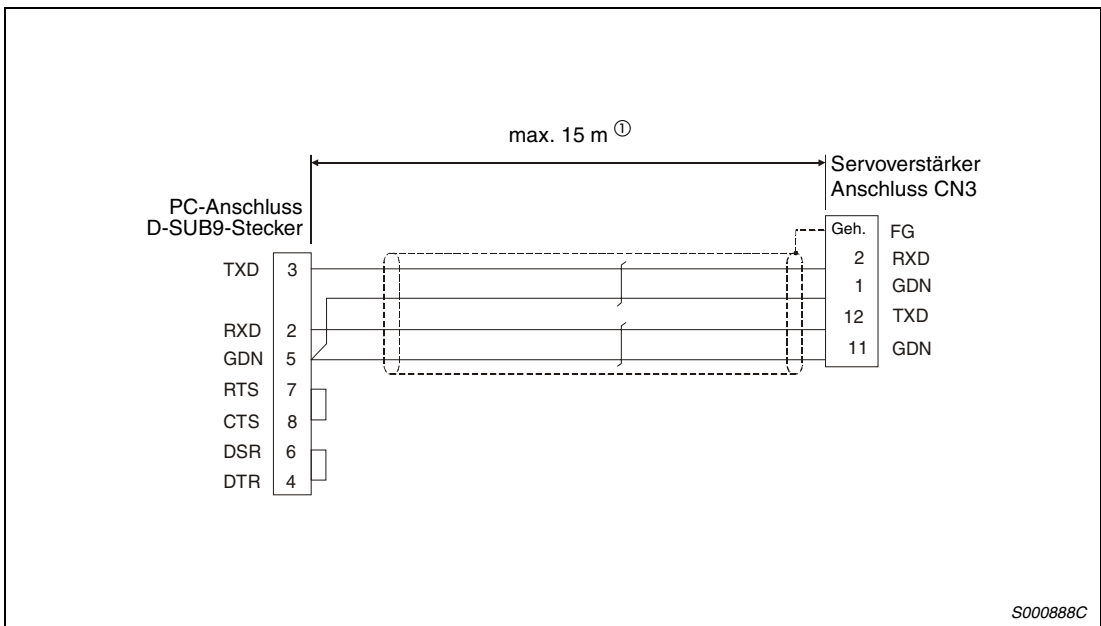 max. 15 m ①
Servoverstärker
Anschluss CN3
PC-Anschluss
D-SUB9-Stecker
Geh. FG
TXD 3
2 RXD
1 GDN
RXD 2
12 TXD
GDN 5
11 GDN
RTS 7
CTS 8
DSR 6
DTR 4
S000888C